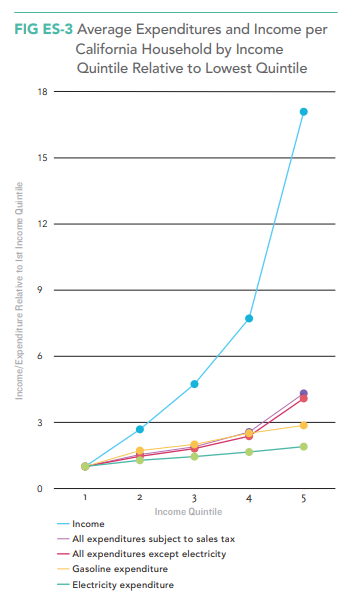 FIG ES-3 Average Expenditures and Income per
California Household by Income
Quintile Relative to Lowest Quintile
Income/Expenditure Relative to Ist Income Quintile
18
15
12
9
6
3
0
1 2 3 4 5
Income Quintile
Income
All expenditures subject to sales tax
All expenditures except electricity
Gasoline expenditure
Electricity expenditure